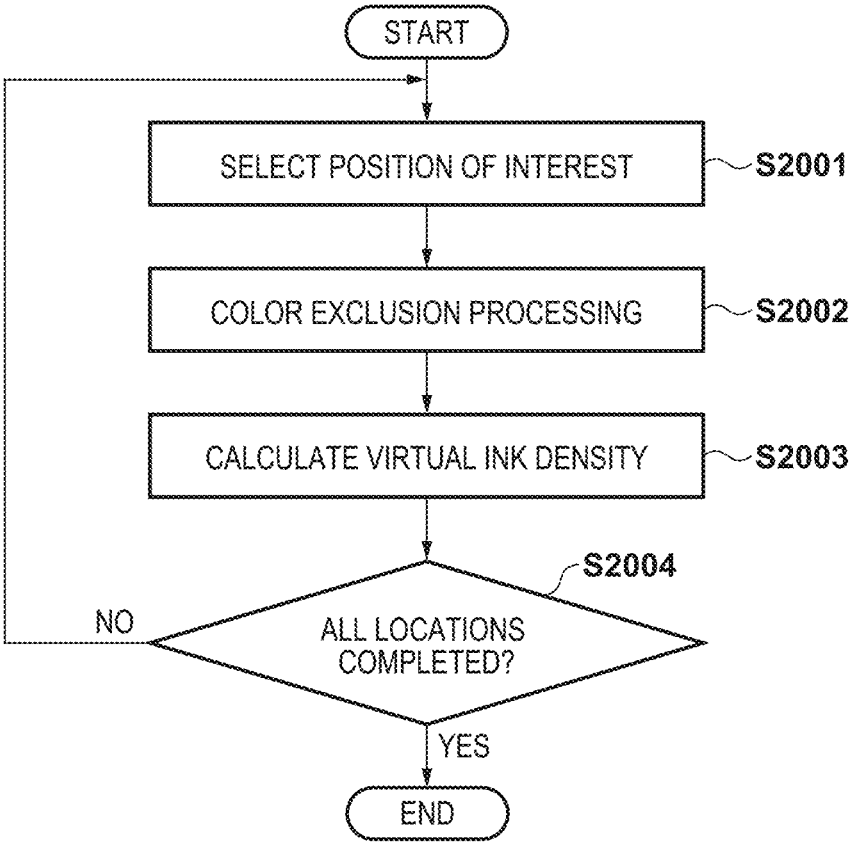 START
SELECT POSITION OF INTEREST
S2001
COLOR EXCLUSION PROCESSING
S2002
CALCULATE VIRTUAL INK DENSITY
S2003
S2004
NO
ALL LOCATIONS
COMPLETED?
YES
END